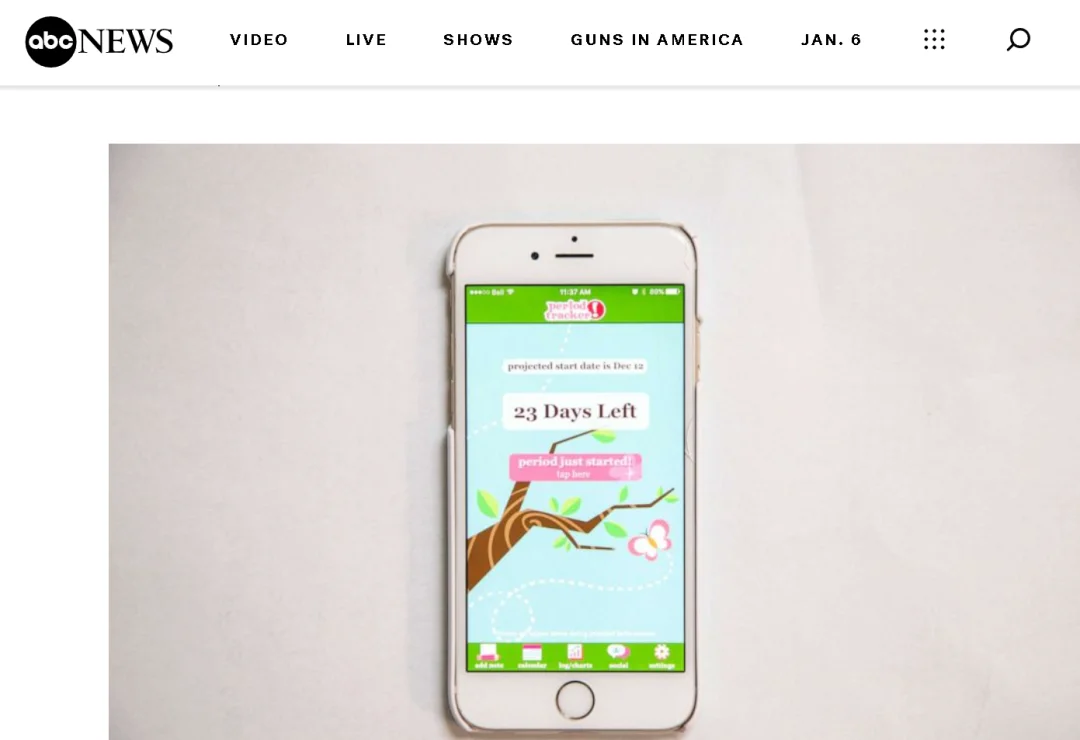 abc NEWS VIDEO LIVE SHOWS GUNS IN AMERICA JAN. 6
Bell 11:37 AM 80%
period
tracker
projected start date is Dec 12
23 Days Left
period just started!
tap here
add note calendar log/charts social settings